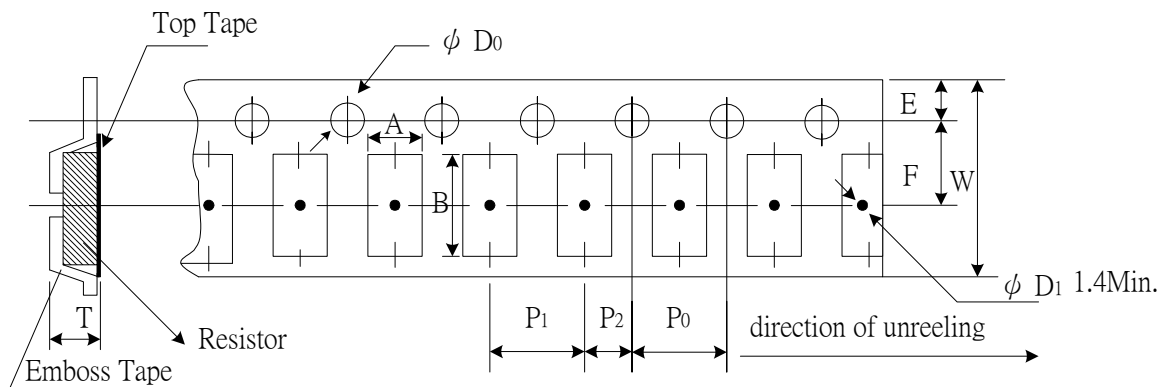 Top Tape
φ D0
E
A
F
W
B
φ D1 1.4Min.
T
P1
P2
P0
direction of unreeling
Resistor
Emboss Tape